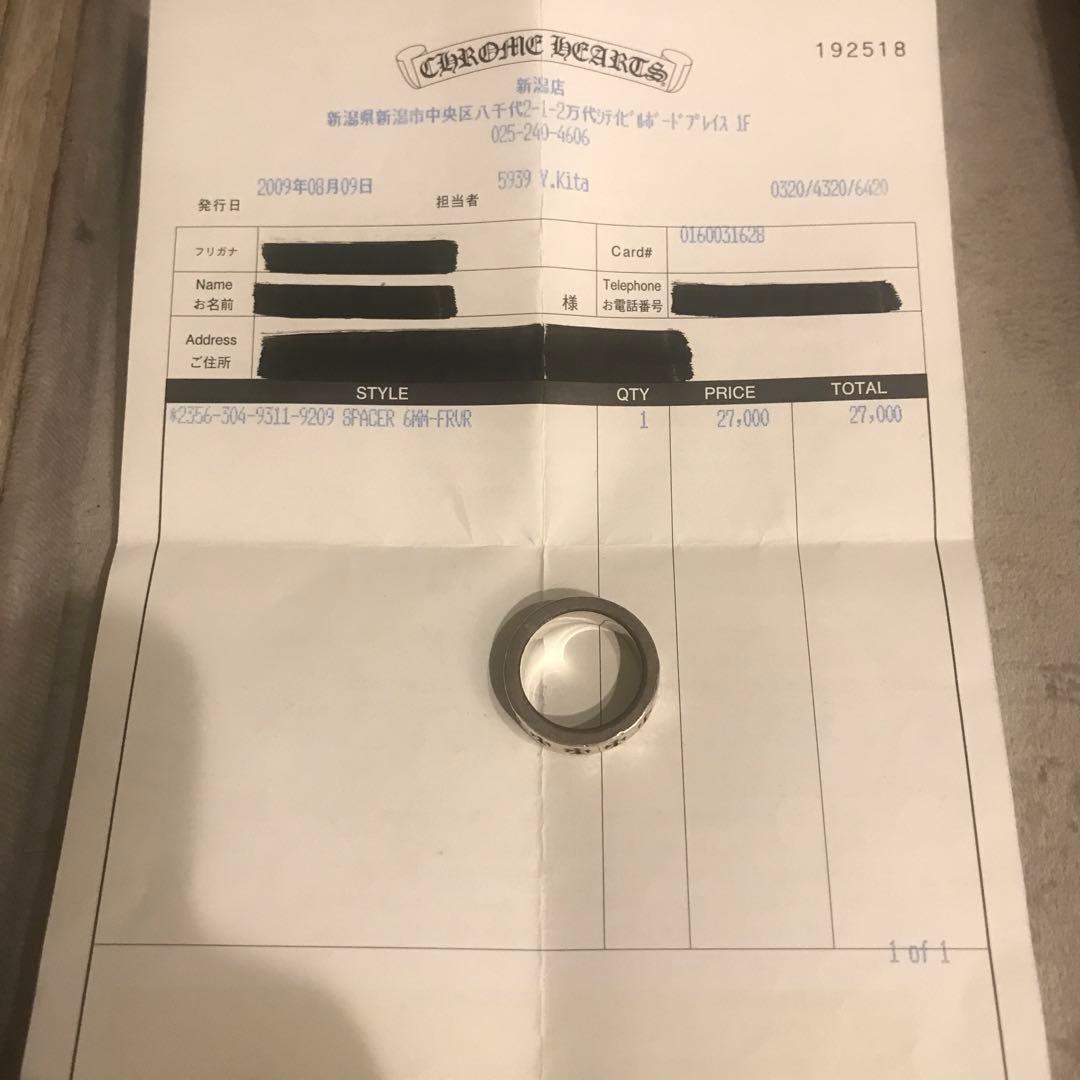 CHROME HEARTS
192518
新潟店
新潟県新潟市中央区八千代2-1-2万代ｼﾃｨﾋﾞﾙﾎﾞｰﾄﾞﾌﾟﾚｲｽ 1F
025-240-4606
発行日 2009年08月09日 担当者 5939 Y.Kita 0320/4320/6420
フリガナ Card# 0160031628
Name Telephone
お名前 様 お電話番号
Address
ご住所
STYLE QTY PRICE TOTAL
*2356-304-9311-9209 SPACER 6MM-FRVR 1 27,000 27,000
1 of 1